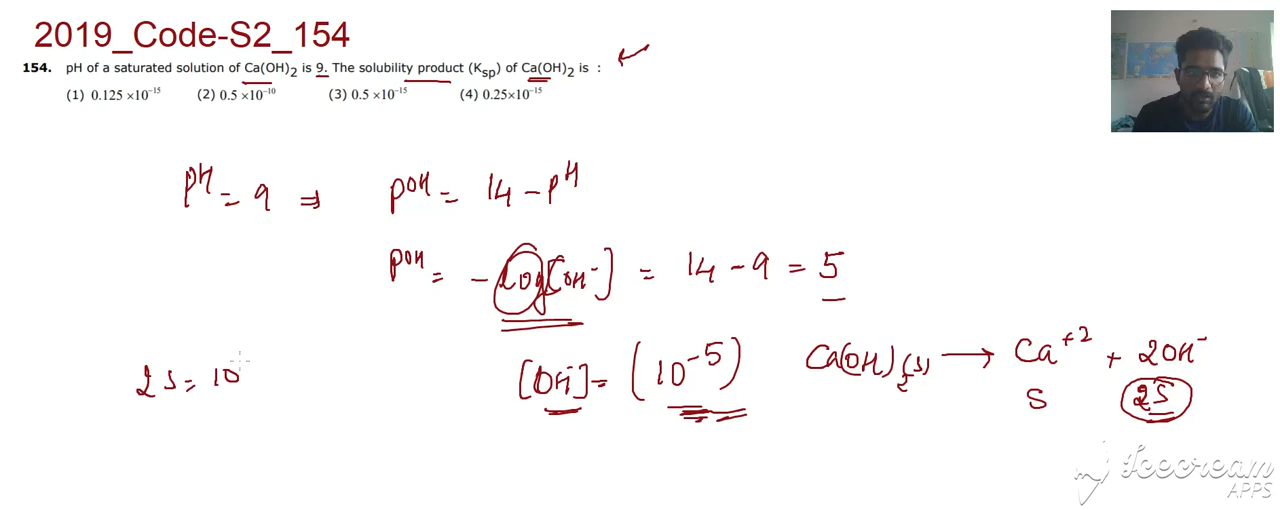 2019_Code-S2_154
154. pH of a saturated solution of Ca(OH)₂ is 9. The solubility product (Kₛₚ) of Ca(OH)₂ is :
(1) 0.125 ×10⁻¹⁵ (2) 0.5 ×10⁻¹⁰ (3) 0.5 ×10⁻¹⁵ (4) 0.25×10⁻¹⁵
pH = 9 ⇒ pOH = 14 - pH
pOH = - log[OH⁻] = 14 - 9 = 5
[OH⁻] = (10⁻⁵) Ca(OH)₂(s) → Ca⁺² + 2OH⁻
2s = 10 S 2S
Icecream
APPS